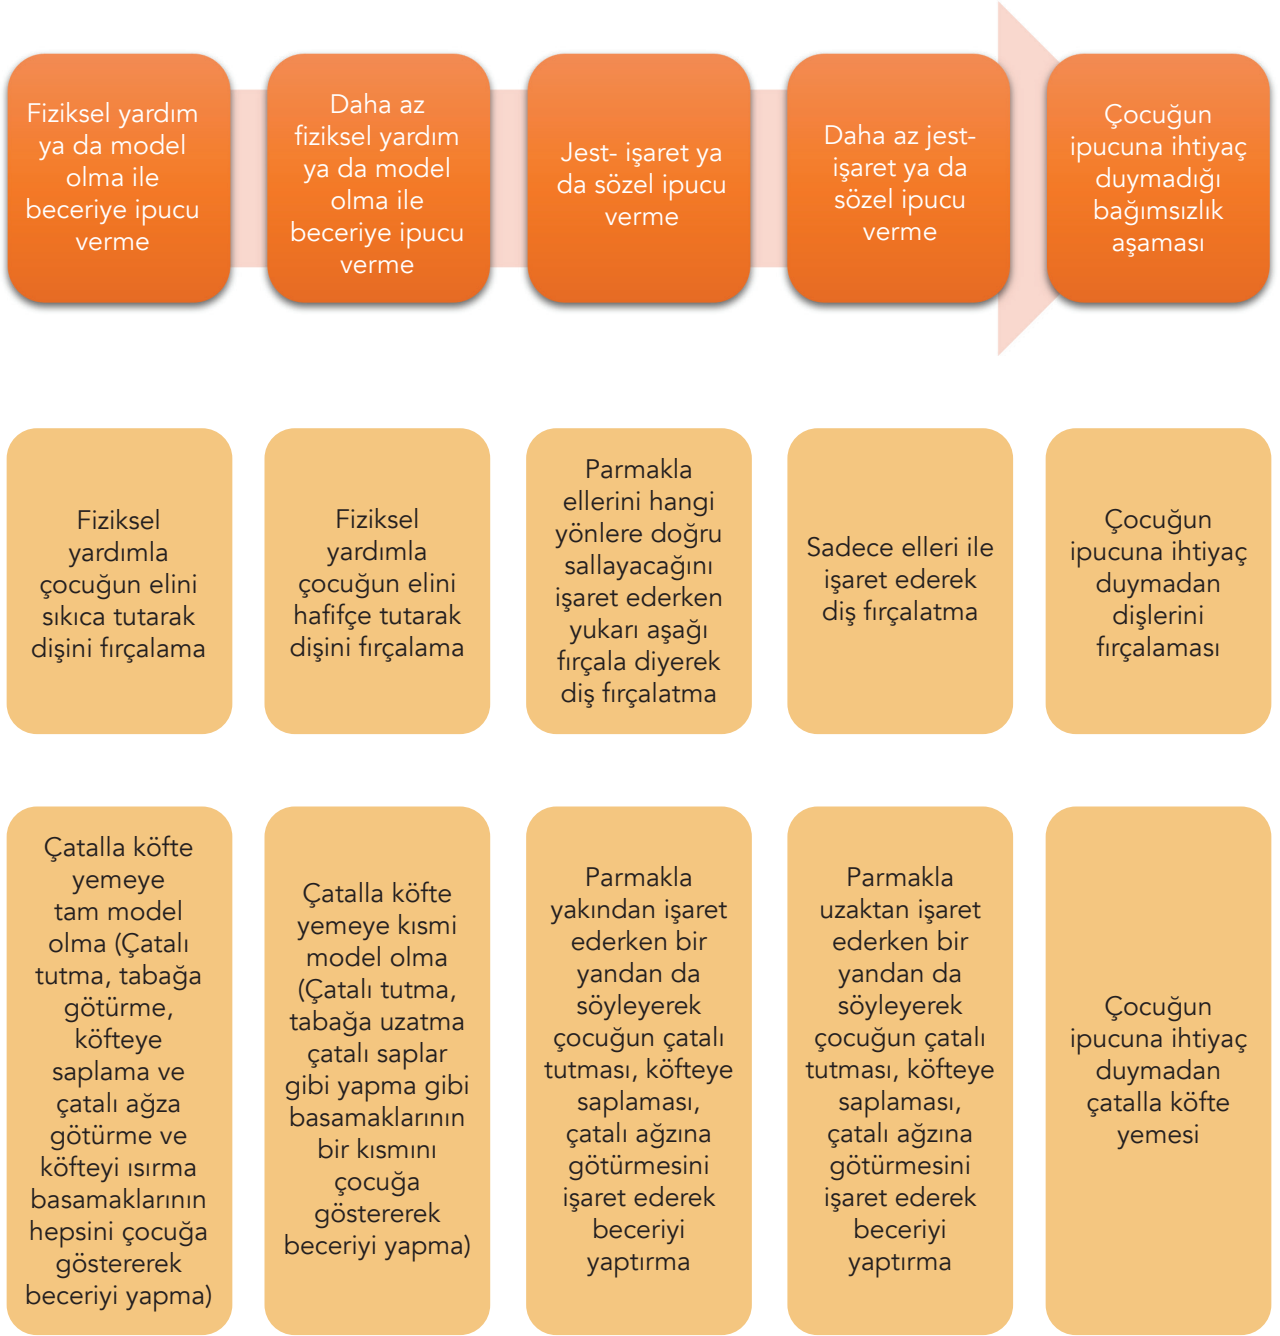 Fiziksel yardım
ya da model
olma ile
beceriye ipucu
verme
Daha az
fiziksel yardım
ya da model
olma ile
beceriye ipucu
verme
Jest- işaret ya
da sözel ipucu
verme
Daha az jest-
işaret ya da
sözel ipucu
verme
Çocuğun
ipucuna ihtiyaç
duymadığı
bağımsızlık
aşaması
Fiziksel
yardımla
çocuğun elini
sıkıca tutarak
dişini fırçalama
Fiziksel
yardımla
çocuğun elini
hafifçe tutarak
dişini fırçalama
Parmakla
ellerini hangi
yönlere doğru
sallayacağını
işaret ederken
yukarı aşağı
fırçala diyerek
diş fırçalatma
Sadece elleri ile
işaret ederek
diş fırçalatma
Çocuğun
ipucuna ihtiyaç
duymadan
dişlerini
fırçalaması
Çatalla köfte
yemeye
tam model
olma (Çatalı
tutma, tabağa
götürme,
köfteye
saplama ve
çatalı ağza
götürme ve
köfteyi ısırma
basamaklarının
hepsini çocuğa
göstererek
beceriyi yapma)
Çatalla köfte
yemeye kısmi
model olma
(Çatalı tutma,
tabağa uzatma
çatalı saplar
gibi yapma gibi
basamaklarının
bir kısmını
çocuğa
göstererek
beceriyi yapma)
Parmakla
yakından işaret
ederken bir
yandan da
söyleyerek
çocuğun çatalı
tutması, köfteye
saplaması,
çatalı ağzına
götürmesini
işaret ederek
beceriyi
yaptırma
Parmakla
uzaktan işaret
ederken bir
yandan da
söyleyerek
çocuğun çatalı
tutması, köfteye
saplaması,
çatalı ağzına
götürmesini
işaret ederek
beceriyi
yaptırma
Çocuğun
ipucuna ihtiyaç
duymadan
çatalla köfte
yemesi